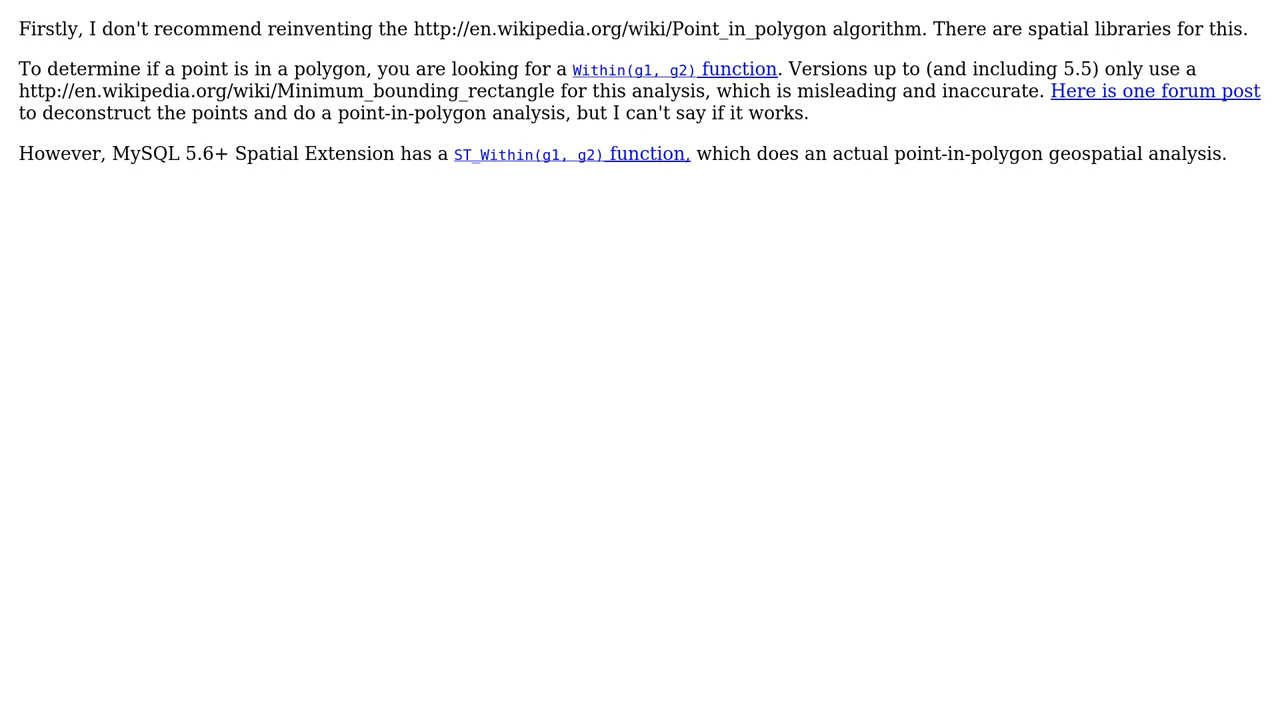 Firstly, I don't recommend reinventing the http://en.wikipedia.org/wiki/Point_in_polygon algorithm. There are spatial libraries for this.
To determine if a point is in a polygon, you are looking for a Within(g1, g2) function. Versions up to (and including 5.5) only use a
http://en.wikipedia.org/wiki/Minimum_bounding_rectangle for this analysis, which is misleading and inaccurate. Here is one forum post
to deconstruct the points and do a point-in-polygon analysis, but I can't say if it works.
However, MySQL 5.6+ Spatial Extension has a ST_Within(g1, g2) function, which does an actual point-in-polygon geospatial analysis.